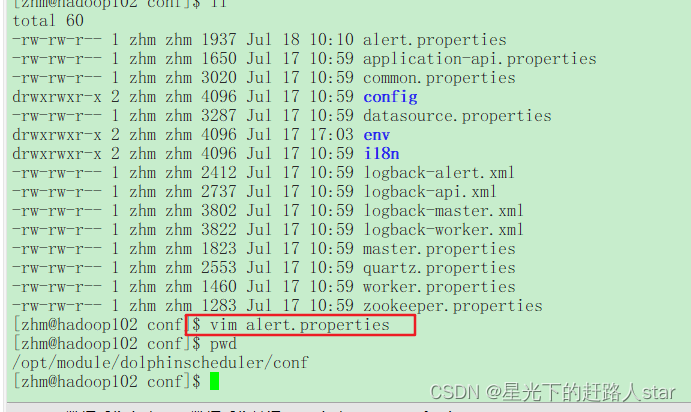 [zhm@hadoop102 conf]$ ll
total 60
-rw-rw-r-- 1 zhm zhm 1937 Jul 18 10:10 alert.properties
-rw-rw-r-- 1 zhm zhm 1650 Jul 17 10:59 application-api.properties
-rw-rw-r-- 1 zhm zhm 3020 Jul 17 10:59 common.properties
drwxrwxr-x 2 zhm zhm 4096 Jul 17 10:59 config
-rw-rw-r-- 1 zhm zhm 3287 Jul 17 10:59 datasource.properties
drwxrwxr-x 2 zhm zhm 4096 Jul 17 17:03 env
drwxrwxr-x 2 zhm zhm 4096 Jul 17 10:59 i18n
-rw-rw-r-- 1 zhm zhm 2412 Jul 17 10:59 logback-alert.xml
-rw-rw-r-- 1 zhm zhm 2737 Jul 17 10:59 logback-api.xml
-rw-rw-r-- 1 zhm zhm 3802 Jul 17 10:59 logback-master.xml
-rw-rw-r-- 1 zhm zhm 3822 Jul 17 10:59 logback-worker.xml
-rw-rw-r-- 1 zhm zhm 1823 Jul 17 10:59 master.properties
-rw-rw-r-- 1 zhm zhm 2553 Jul 17 10:59 quartz.properties
-rw-rw-r-- 1 zhm zhm 1460 Jul 17 10:59 worker.properties
-rw-rw-r-- 1 zhm zhm 1283 Jul 17 10:59 zookeeper.properties
[zhm@hadoop102 conf]$ vim alert.properties
[zhm@hadoop102 conf]$ pwd
/opt/module/dolphinscheduler/conf
[zhm@hadoop102 conf]$
CSDN @星光下的赶路人star